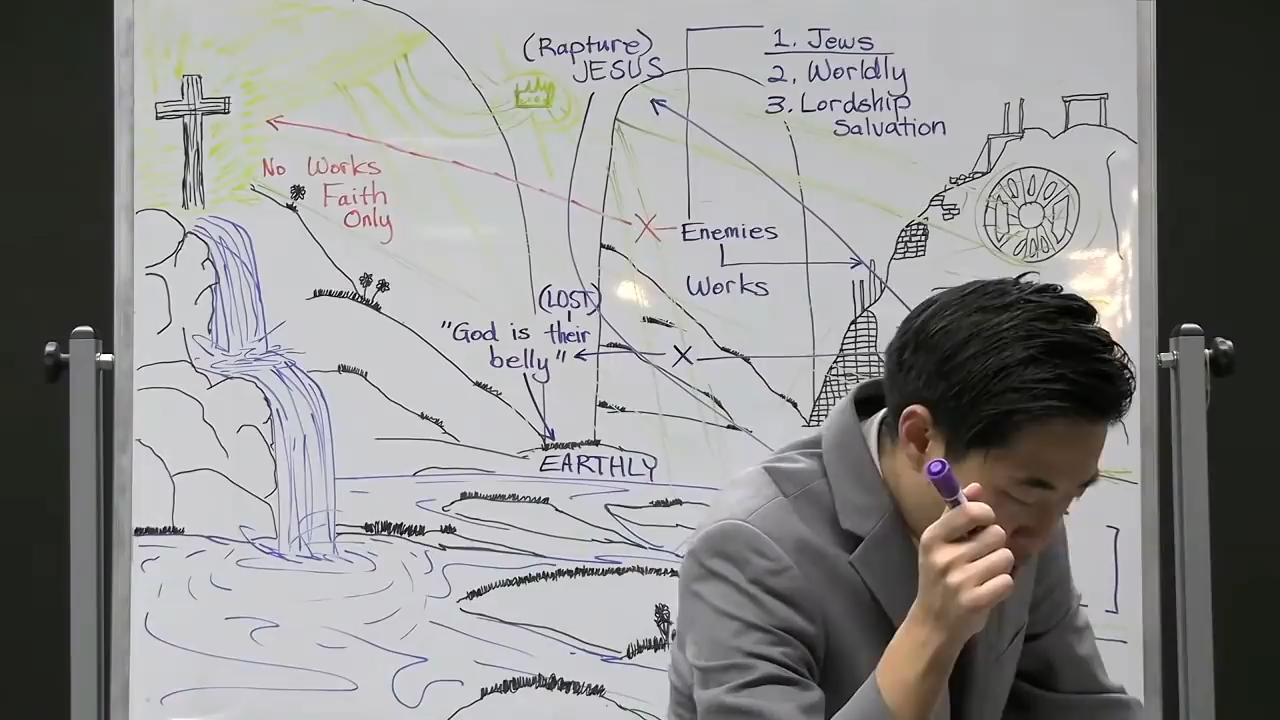 (Rapture)
JESUS
1. Jews
2. Worldly
3. Lordship
Salvation
No Works
Faith
Only
X
Enemies
Works
(LOST)
"God is their
belly"
X
EARTHLY